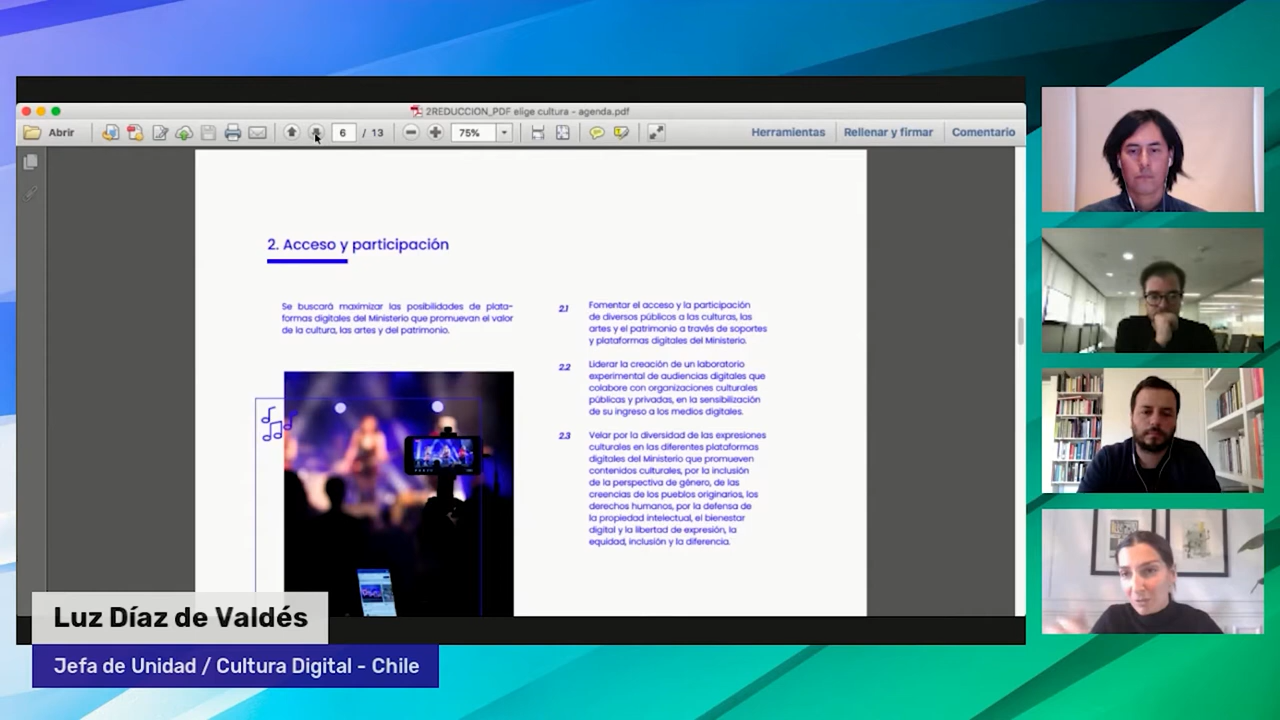 2REDUCCION_PDF elige cultura - agenda.pdf
Abrir
6 / 13
75%
Herramientas
Rellenar y firmar
Comentario
2. Acceso y participación
Se buscará maximizar las posibilidades de plata-
formas digitales del Ministerio que promuevan el valor
de la cultura, las artes y del patrimonio.
2.1 Fomentar el acceso y la participación
de diversos públicos a las culturas, las
artes y el patrimonio a través de soportes
y plataformas digitales del Ministerio.
2.2 Liderar la creación de un laboratorio
experimental de audiencias digitales que
colabore con organizaciones culturales
públicas y privadas, en la sensibilización
de su ingreso a los medios digitales.
2.3 Velar por la diversidad de las expresiones
culturales en las diferentes plataformas
digitales del Ministerio que promueven
contenidos culturales, por la inclusión
de la perspectiva de género, de las
creencias de los pueblos originarios, los
derechos humanos, por la defensa de
la propiedad intelectual, el bienestar
digital y la libertad de expresión, la
equidad, inclusión y la diferencia.
Luz Díaz de Valdés
Jefa de Unidad / Cultura Digital - Chile